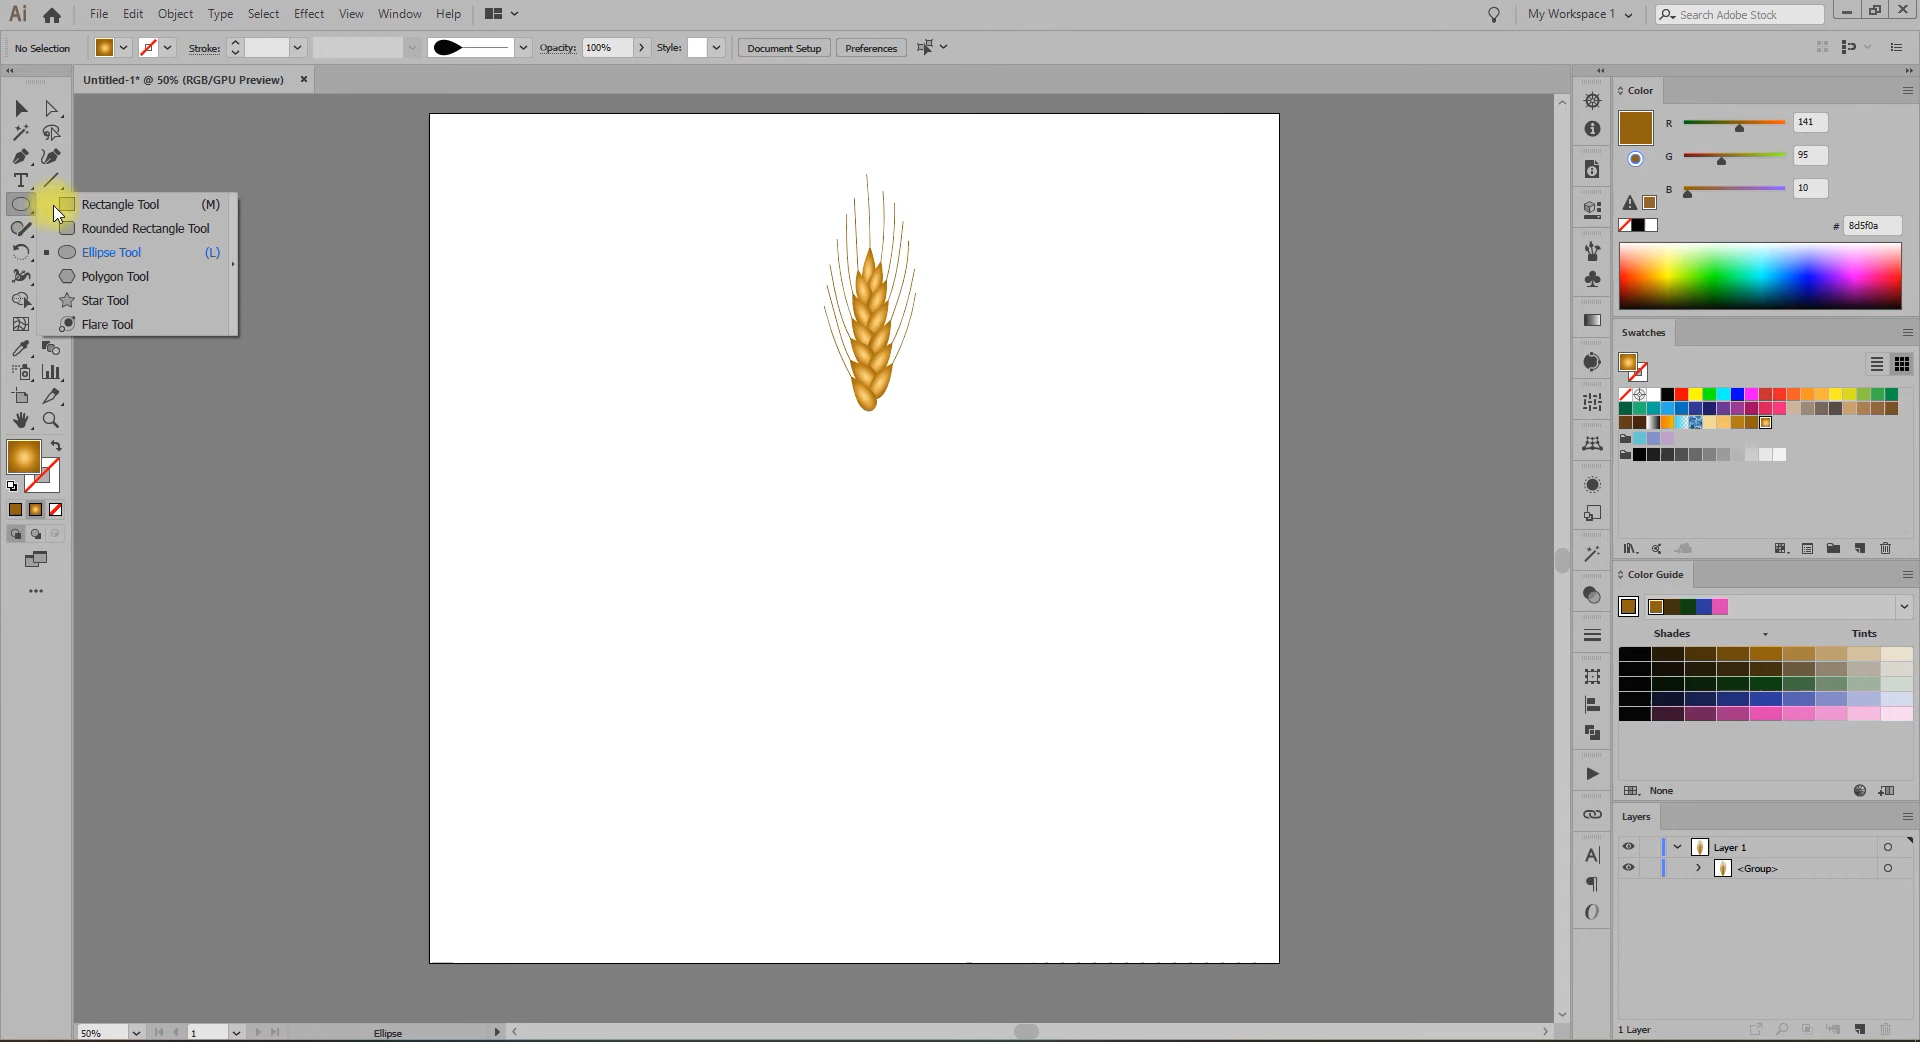 Ai File Edit Object Type Select Effect View Window Help My Workspace 1 Search Adobe Stock
No Selection Stroke: Opacity: 100% Style: Document Setup Preferences
Untitled-1* @ 50% (RGB/GPU Preview)
Rectangle Tool (M)
Rounded Rectangle Tool
Ellipse Tool (L)
Polygon Tool
Star Tool
Flare Tool
Color
R 141
G 95
B 10
# 8d5f0a
Swatches
Color Guide
Shades Tints
None
Layers
Layer 1
<Group>
1 Layer
50% 1 Ellipse